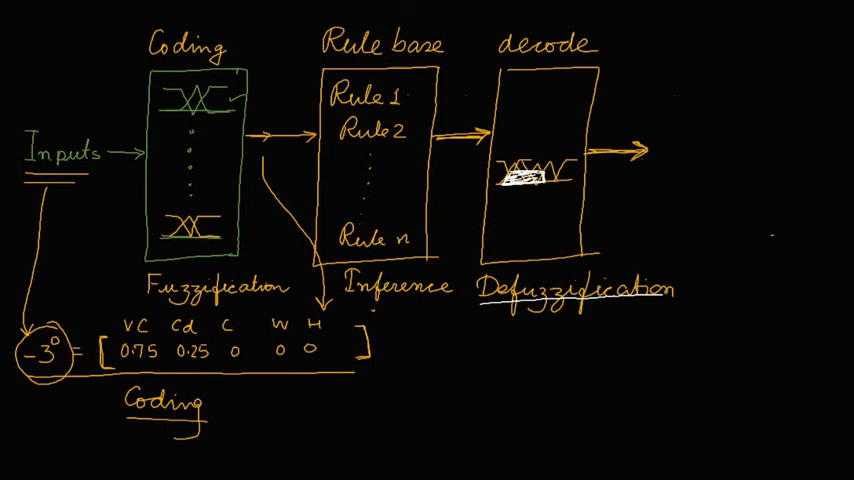 Coding
Rule base
decode
Inputs
Rule 1
Rule 2
Rule n
Fuzzification
Inference
Defuzzification
VC Cd C W H
-3° = [ 0.75 0.25 0 0 0 ]
Coding